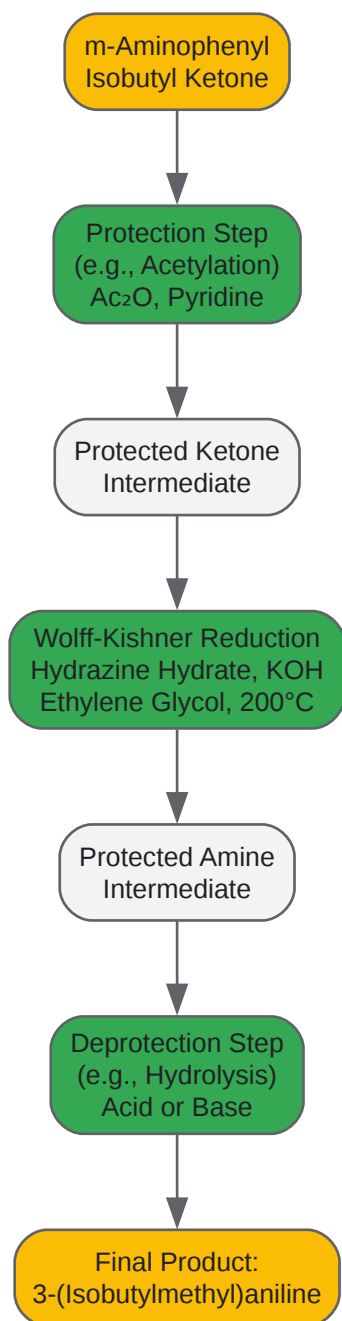 m-Aminophenyl
Isobutyl Ketone
Protection Step
(e.g., Acetylation)
Ac₂O, Pyridine
Protected Ketone
Intermediate
Wolff-Kishner Reduction
Hydrazine Hydrate, KOH
Ethylene Glycol, 200°C
Protected Amine
Intermediate
Deprotection Step
(e.g., Hydrolysis)
Acid or Base
Final Product:
3-(Isobutylmethyl)aniline